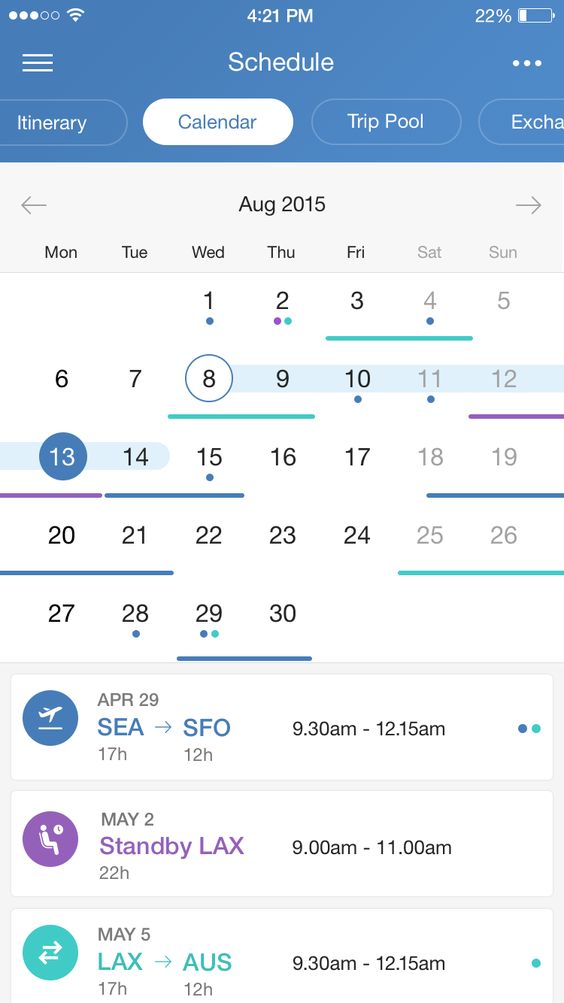 4:21 PM 22%
Schedule
Itinerary Calendar Trip Pool Excha
Aug 2015
Mon Tue Wed Thu Fri Sat Sun
1 2 3 4 5
6 7 8 9 10 11 12
13 14 15 16 17 18 19
20 21 22 23 24 25 26
27 28 29 30
APR 29
SEA → SFO 9.30am - 12.15am
17h 12h
MAY 2
Standby LAX 9.00am - 11.00am
22h
MAY 5
LAX → AUS 9.30am - 12.15am
17h 12h